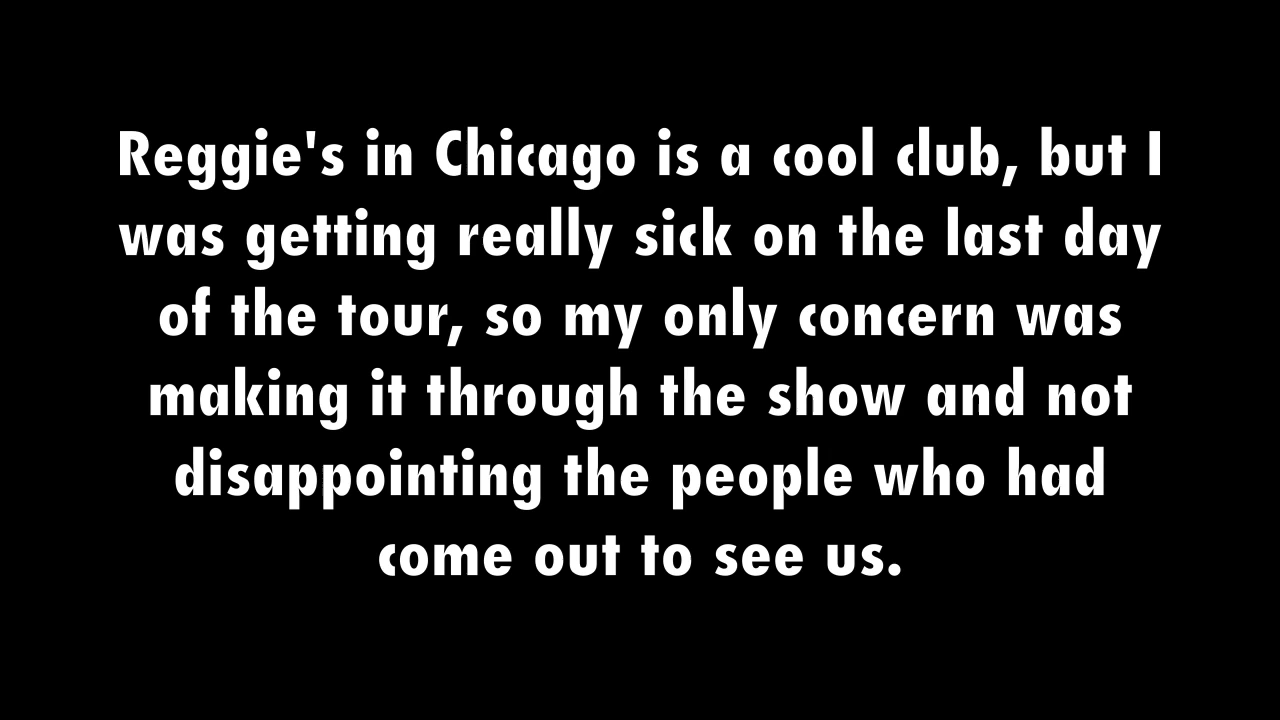 Reggie's in Chicago is a cool club, but I
was getting really sick on the last day
of the tour, so my only concern was
making it through the show and not
disappointing the people who had
come out to see us.